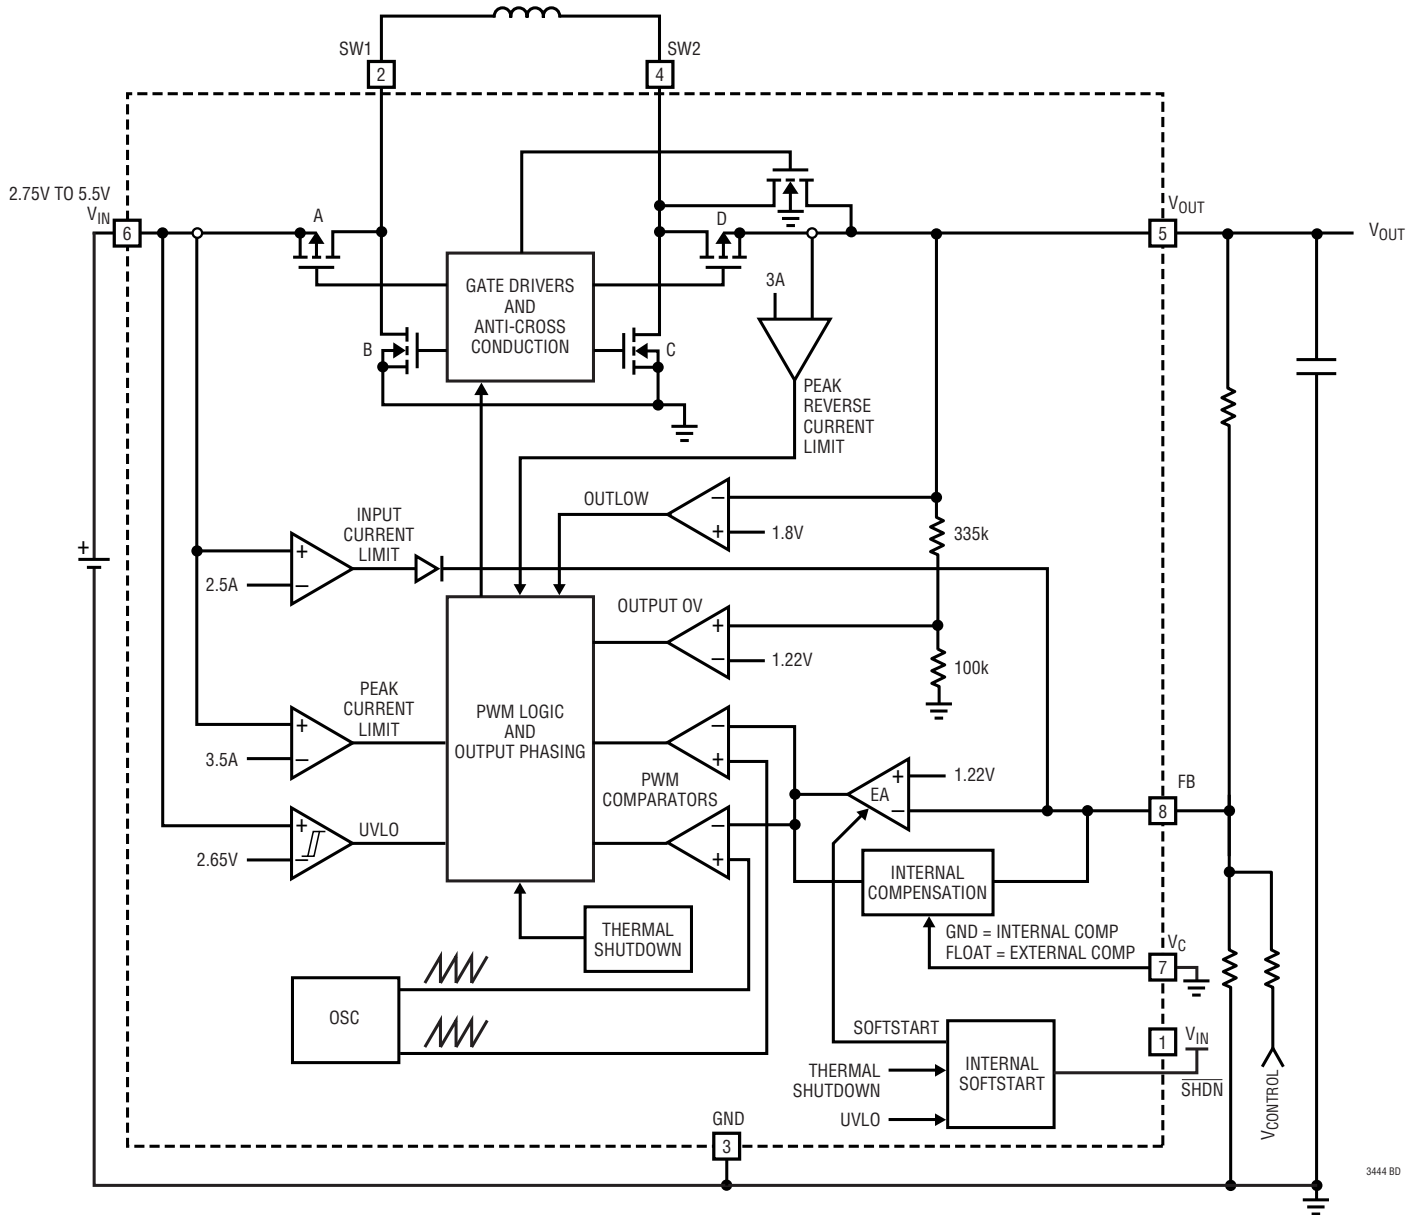 SW1
2
SW2
4
2.75V TO 5.5V
VIN
6
A
D
VOUT
5
VOUT
GATE DRIVERS
AND
ANTI-CROSS
CONDUCTION
3A
B
C
PEAK
REVERSE
CURRENT
LIMIT
INPUT
CURRENT
LIMIT
OUTLOW
–
+
1.8V
335k
+
+
–
2.5A
OUTPUT OV
+
–
1.22V
100k
PEAK
CURRENT
LIMIT
+
–
3.5A
PWM LOGIC
AND
OUTPUT PHASING
–
+
PWM
COMPARATORS
–
+
EA
+
–
1.22V
FB
8
UVLO
+
–
2.65V
INTERNAL
COMPENSATION
THERMAL
SHUTDOWN
GND = INTERNAL COMP
FLOAT = EXTERNAL COMP
VC
7
OSC
SOFTSTART
1
VIN
INTERNAL
SOFTSTART
THERMAL
SHUTDOWN
SHDN
UVLO
VCONTROL
GND
3
3444 BD